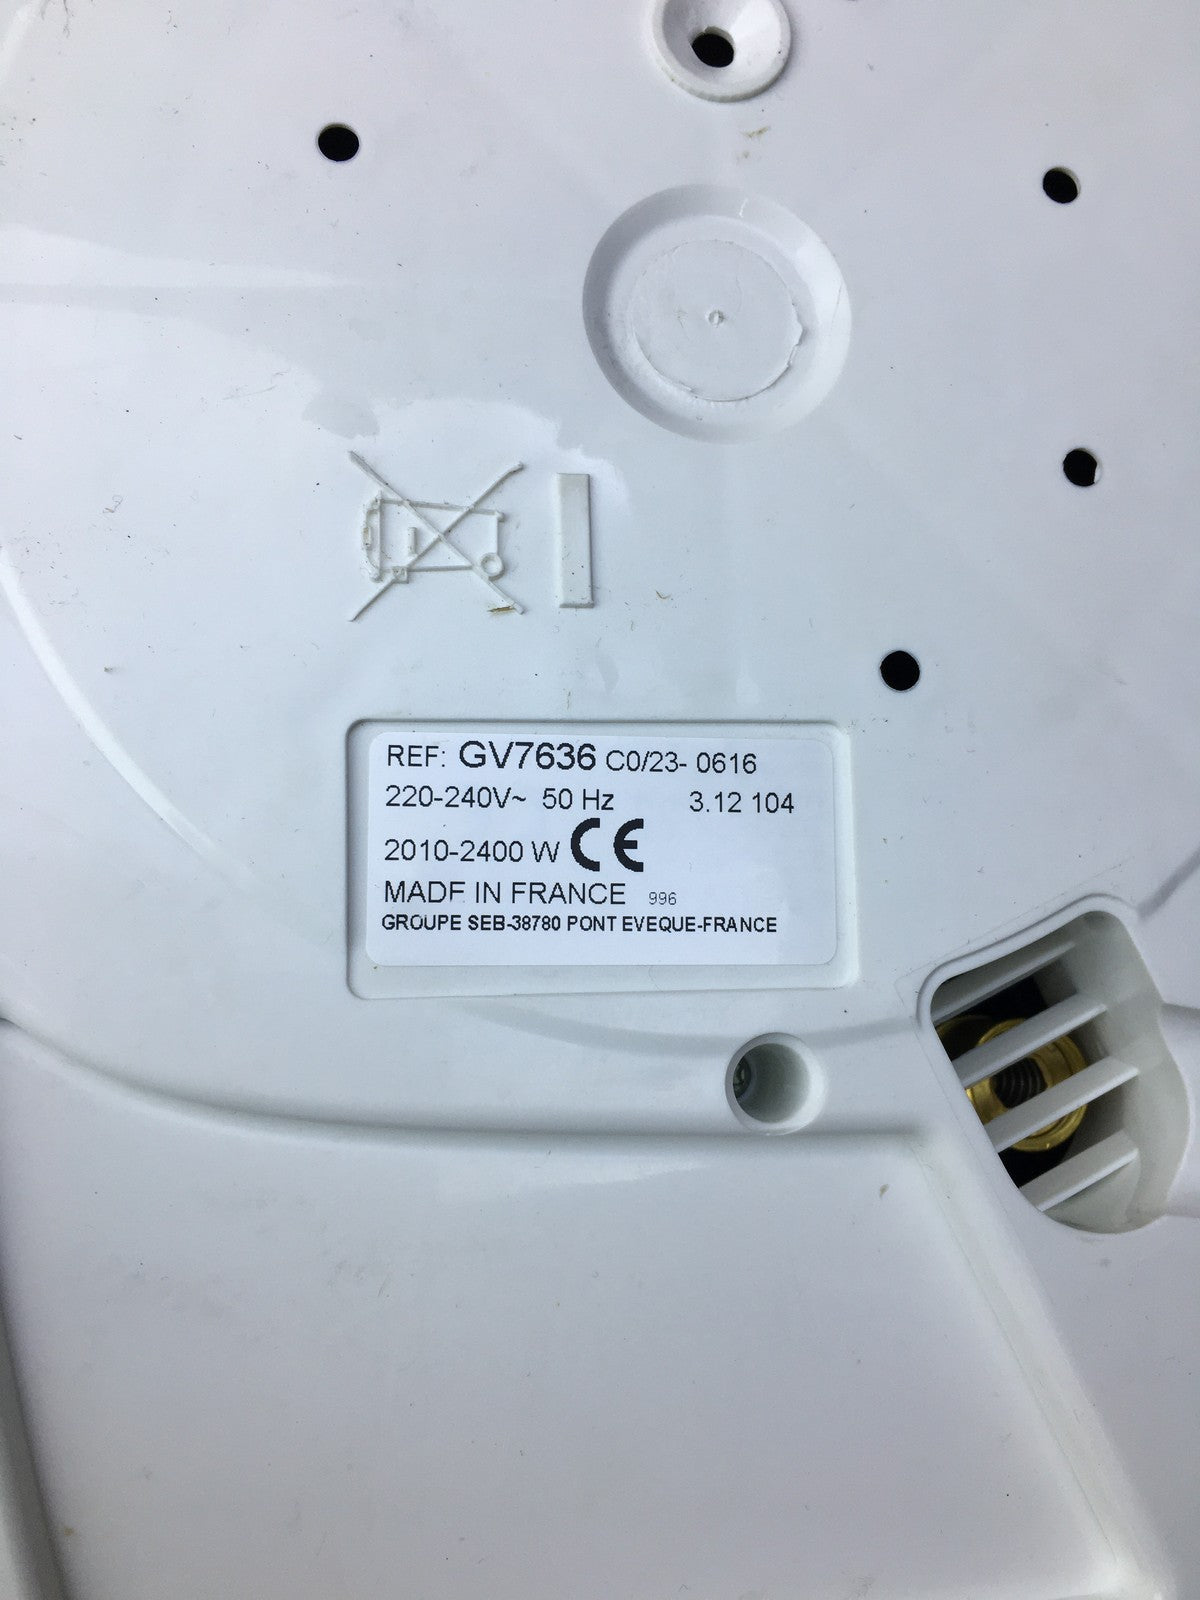 REF: GV7636 C0/23- 0616
220-240V~ 50 Hz 3.12 104
2010-2400 W CE
MADE IN FRANCE 996
GROUPE SEB-38780 PONT EVEQUE-FRANCE